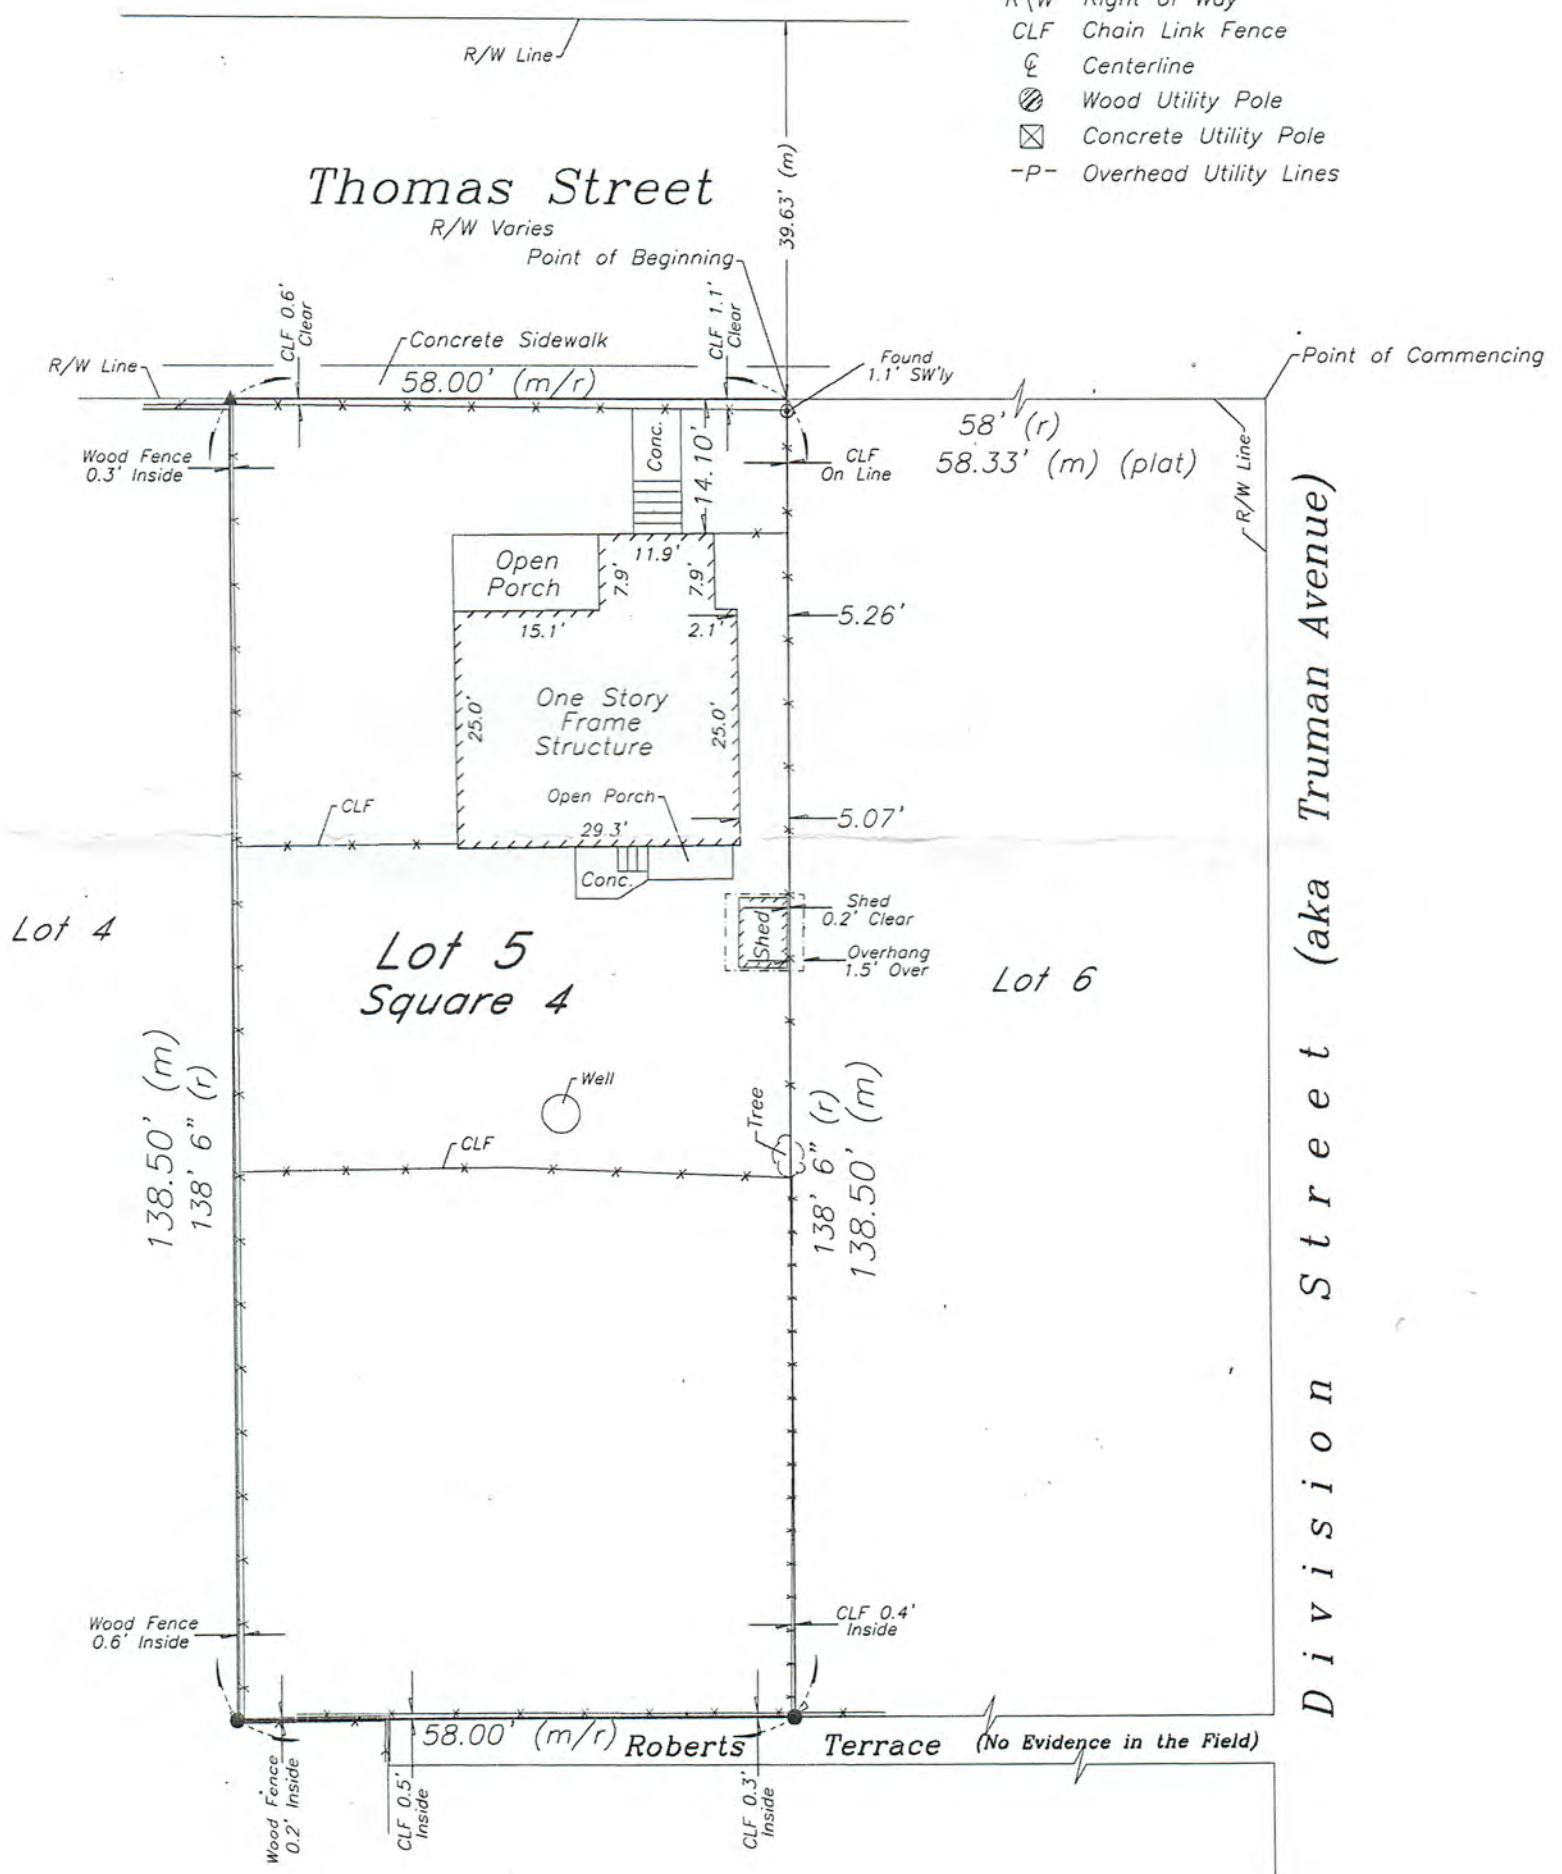 R\W Right of Way
CLF Chain Link Fence
℄ Centerline
Wood Utility Pole
Concrete Utility Pole
-P- Overhead Utility Lines
R/W Line
39.63' (m)
Thomas Street
R/W Varies
Point of Beginning
CLF 0.6'
Clear
CLF 1.1'
Clear
Concrete Sidewalk
R/W Line
58.00' (m/r)
Found
1.1' SW'ly
Point of Commencing
58' (r)
58.33' (m) (plat)
R/W Line
Wood Fence
0.3' Inside
Conc.
14.10'
CLF
On Line
Open
Porch
11.9'
7.9'
7.9'
15.1'
2.1'
5.26'
One Story
Frame
Structure
25.0'
25.0'
Open Porch
29.3'
5.07'
CLF
Conc.
Shed
Shed
0.2' Clear
Overhang
1.5' Over
Lot 4
Lot 5
Square 4
Lot 6
Well
Tree
CLF
138.50' (m)
138' 6" (r)
138' 6" (r)
138.50' (m)
Division Street (aka Truman Avenue)
Wood Fence
0.6' Inside
CLF 0.4'
Inside
58.00' (m/r)
Roberts Terrace (No Evidence in the Field)
Wood Fence
0.2' Inside
CLF 0.5'
Inside
CLF 0.3'
Inside